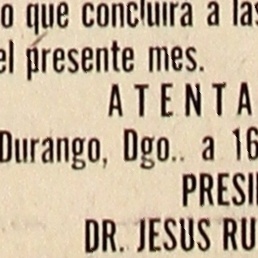 o que concluirá a las
el presente mes.
ATENTA
Durango, Dgo.. a 16
PRESI
DR. JESUS RU